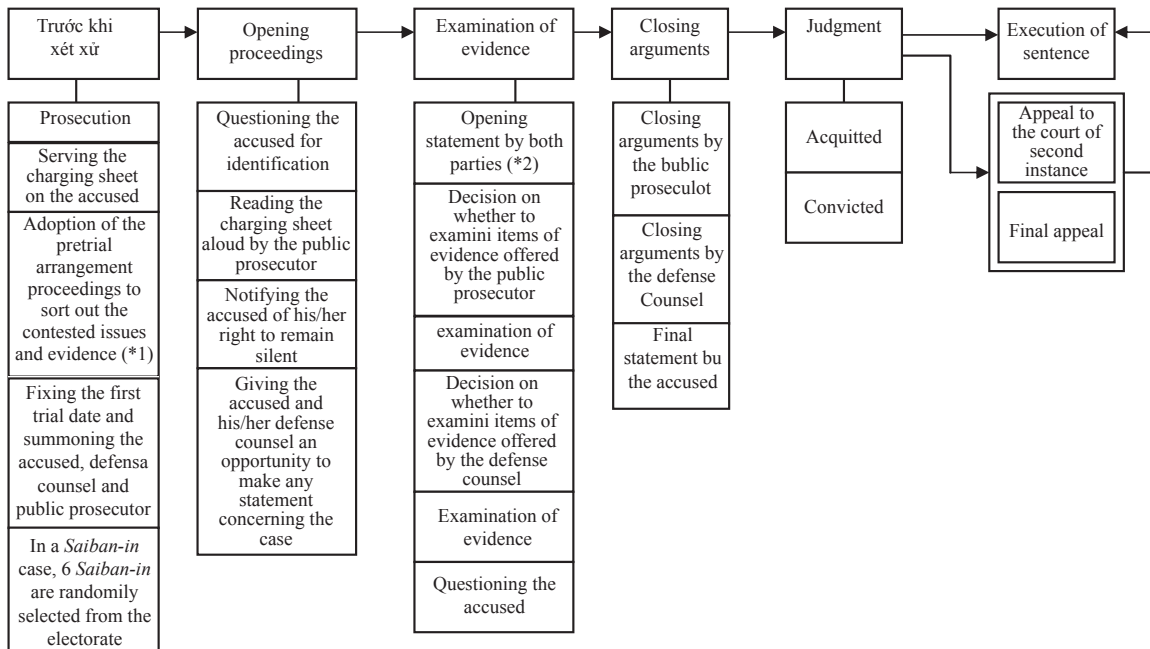 Trước khi
xét xử
Prosecution
Serving the
charging sheet
on the accused
Adoption of the
pretrial
arrangement
proceedings to
sort out the
contested issues
and evidence (*1)
Fixing the first
trial date and
summoning the
accused, defensa
counsel and
public prosecutor
In a Saiban-in
case, 6 Saiban-in
are randomily
selected from the
electorate
Opening
proceedings
Questioning the
accused for
identification
Reading the
charging sheet
aloud by the public
prosecutor
Notifying the
accused of his/her
right to remain
silent
Giving the
accused and
his/her defense
counsel an
opportunity to
make any
statement
concerning the
case
Examination of
evidence
Opening
statement by both
parties (*2)
Decision on
whether to
examini items of
evidence offered
by the public
prosecutor
examination of
evidence
Decision on
whether to
examini items of
evidence offered
by the defense
counsel
Examination of
evidence
Questioning the
accused
Closing
arguments
Closing
arguments by
the bublic
proseculot
Closing
arguments by
the defense
Counsel
Final
statement bu
the accused
Judgment
Acquitted
Convicted
Execution of
sentence
Appeal to
the court of
second
instance
Final appeal